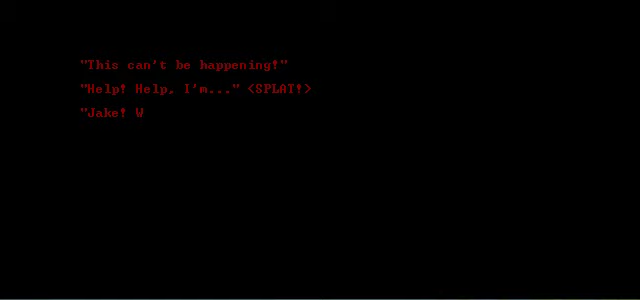 "This can't be happening!"
"Help! Help, I'm..." <SPLAT!>
"Jake! W